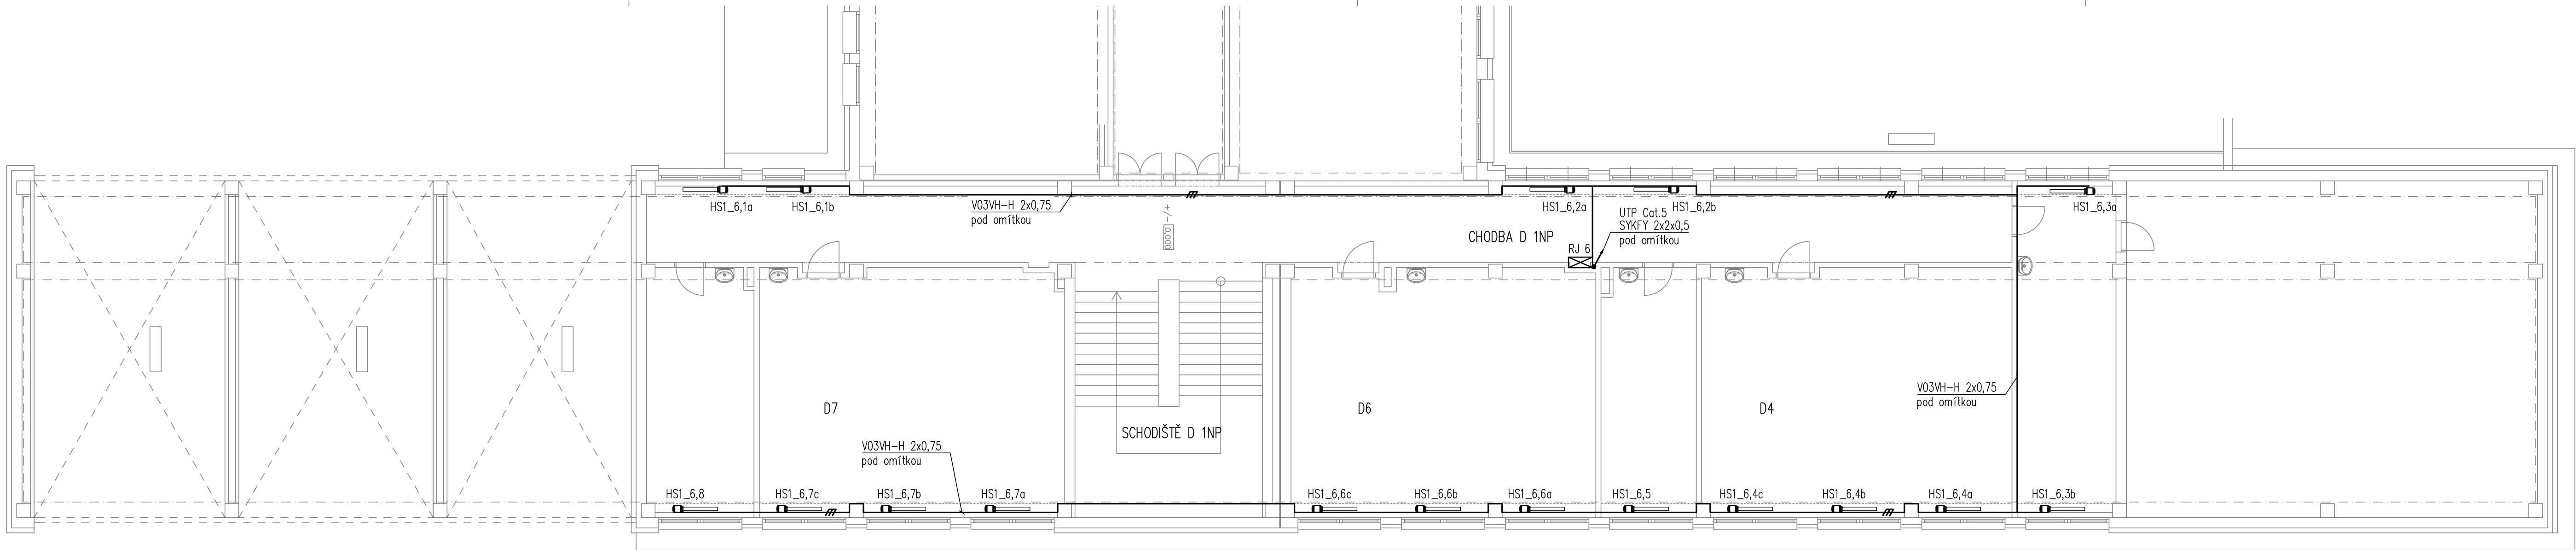 HS1_6,1a
HS1_6,1b
V03VH-H 2x0,75
pod omítkou
+/-
0.000
HS1_6,2a
HS1_6,2b
HS1_6,3a
UTP Cat.5
SYKFY 2x2x0,5
pod omítkou
CHODBA D 1NP
RJ 6
V03VH-H 2x0,75
pod omítkou
D7
D6
D4
SCHODIŠTĚ D 1NP
V03VH-H 2x0,75
pod omítkou
HS1_6,8
HS1_6,7c
HS1_6,7b
HS1_6,7a
HS1_6,6c
HS1_6,6b
HS1_6,6a
HS1_6,5
HS1_6,4c
HS1_6,4b
HS1_6,4a
HS1_6,3b